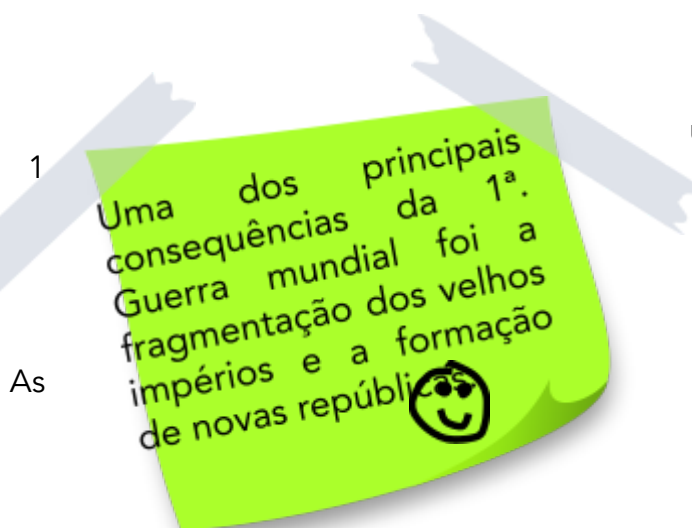 1
Uma dos principais
consequências da 1ª.
Guerra mundial foi a
fragmentação dos velhos
impérios e a formação
de novas repúblicas.
As